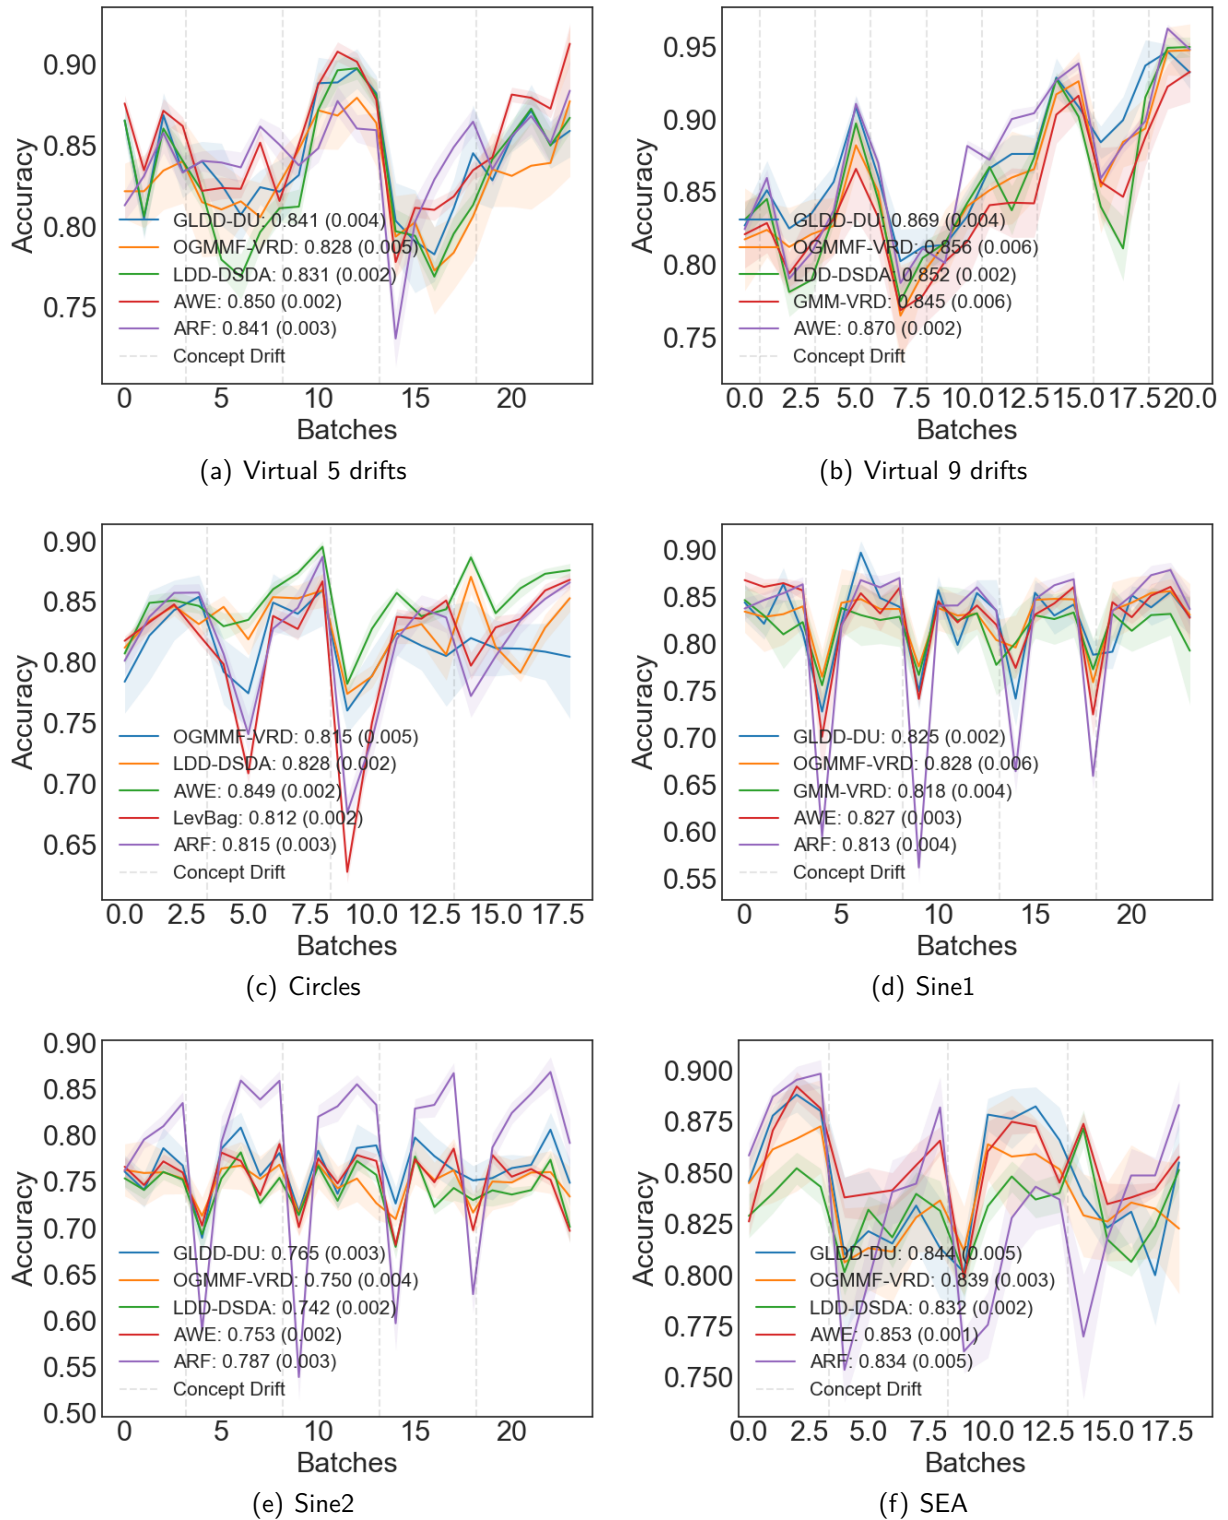 0.90
0.85
0.80
0.75
Accuracy
GLDD-DU: 0.841 (0.004)
OGMMF-VRD: 0.828 (0.005)
LDD-DSDA: 0.831 (0.002)
AWE: 0.850 (0.002)
ARF: 0.841 (0.003)
Concept Drift
0 5 10 15 20
Batches
(a) Virtual 5 drifts
0.95
0.90
0.85
0.80
0.75
Accuracy
GLDD-DU: 0.869 (0.004)
OGMMF-VRD: 0.856 (0.006)
LDD-DSDA: 0.852 (0.002)
GMM-VRD: 0.845 (0.006)
AWE: 0.870 (0.002)
Concept Drift
0.0 2.5 5.0 7.5 10.0 12.5 15.0 17.5 20.0
Batches
(b) Virtual 9 drifts
0.90
0.85
0.80
0.75
0.70
0.65
Accuracy
OGMMF-VRD: 0.815 (0.005)
LDD-DSDA: 0.828 (0.002)
AWE: 0.849 (0.002)
LevBag: 0.812 (0.002)
ARF: 0.815 (0.003)
Concept Drift
0.0 2.5 5.0 7.5 10.0 12.5 15.0 17.5
Batches
(c) Circles
0.90
0.85
0.80
0.75
0.70
0.65
0.60
0.55
Accuracy
GLDD-DU: 0.825 (0.002)
OGMMF-VRD: 0.828 (0.006)
GMM-VRD: 0.818 (0.004)
AWE: 0.827 (0.003)
ARF: 0.813 (0.004)
Concept Drift
0 5 10 15 20
Batches
(d) Sine1
0.90
0.85
0.80
0.75
0.70
0.65
0.60
0.55
0.50
Accuracy
GLDD-DU: 0.765 (0.003)
OGMMF-VRD: 0.750 (0.004)
LDD-DSDA: 0.742 (0.002)
AWE: 0.753 (0.002)
ARF: 0.787 (0.003)
Concept Drift
0 5 10 15 20
Batches
(e) Sine2
0.900
0.875
0.850
0.825
0.800
0.775
0.750
Accuracy
GLDD-DU: 0.844 (0.005)
OGMMF-VRD: 0.839 (0.003)
LDD-DSDA: 0.832 (0.002)
AWE: 0.853 (0.001)
ARF: 0.834 (0.005)
Concept Drift
0.0 2.5 5.0 7.5 10.0 12.5 15.0 17.5
Batches
(f) SEA